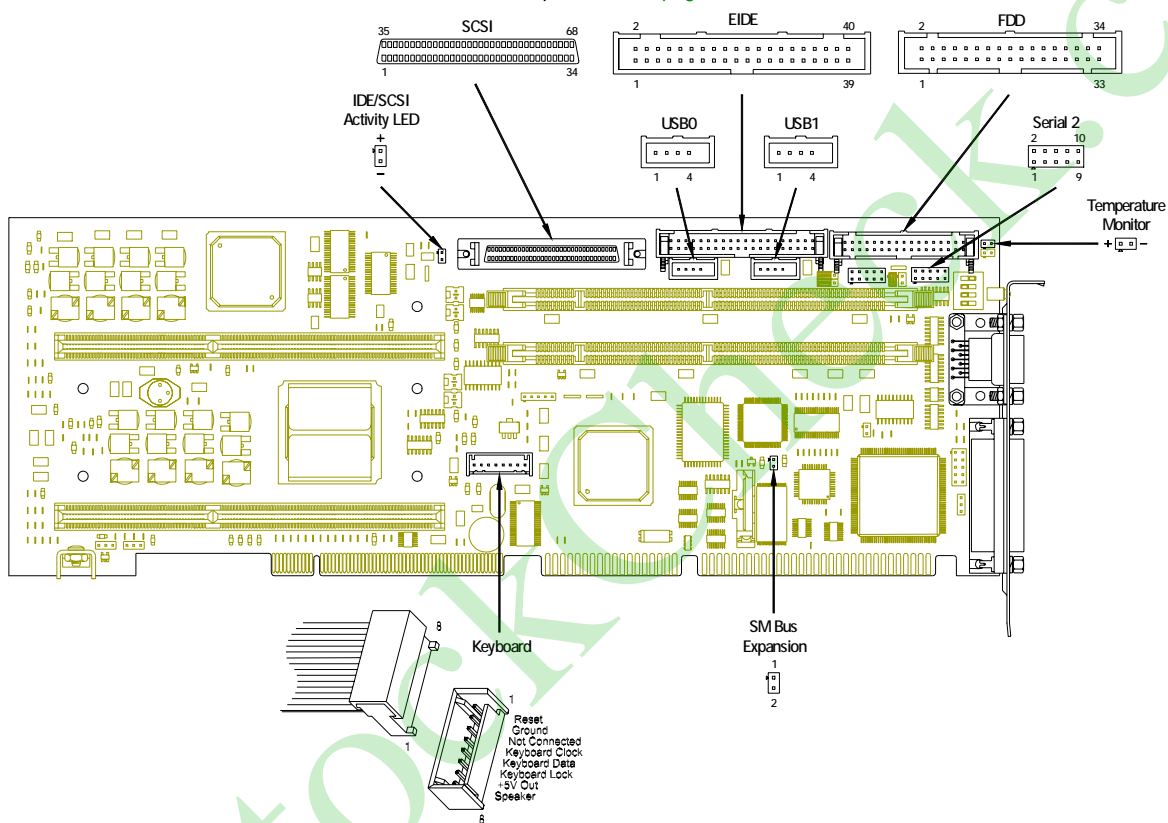 SCSI
35 68
1 34
EIDE
2 40
1 39
FDD
2 34
1 33
IDE/SCSI
Activity LED
+
-
USB0
1 4
USB1
1 4
Serial 2
2 10
1 9
Temperature
Monitor
+ -
Keyboard
SM Bus
Expansion
1
2
8
1
1
Reset
Ground
Not Connected
Keyboard Clock
Keyboard Data
Keyboard Lock
+5V Out
Speaker
8